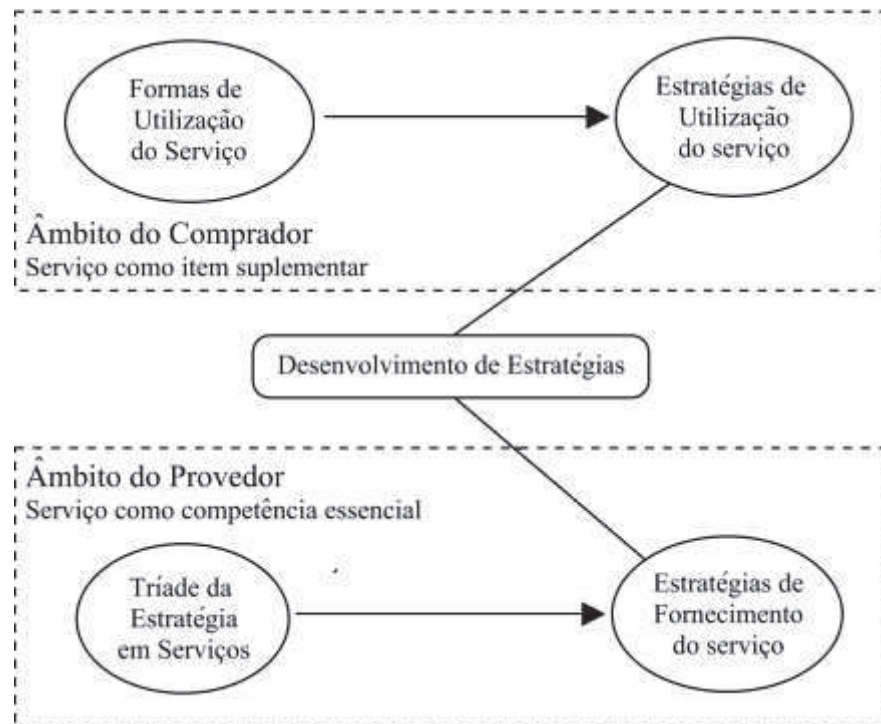 Formas de
Utilização
do Serviço
Estratégias de
Utilização
do serviço
Âmbito do Comprador
Serviço como item suplementar
Desenvolvimento de Estratégias
Âmbito do Provedor
Serviço como competência essencial
Tríade da
Estratégia
em Serviços
Estratégias de
Fornecimento
do serviço